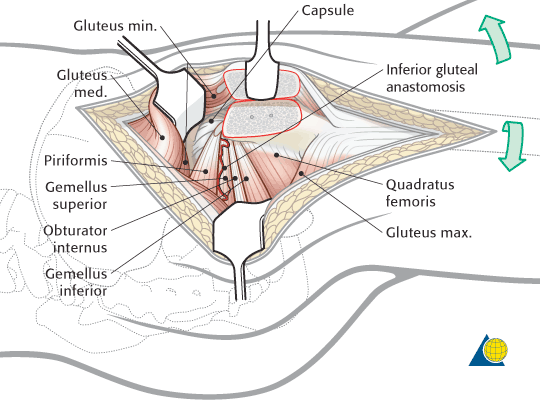 Capsule
Gluteus min.
Gluteus
med.
Inferior gluteal
anastomosis
Piriformis
Gemellus
superior
Quadratus
femoris
Obturator
internus
Gluteus max.
Gemellus
inferior